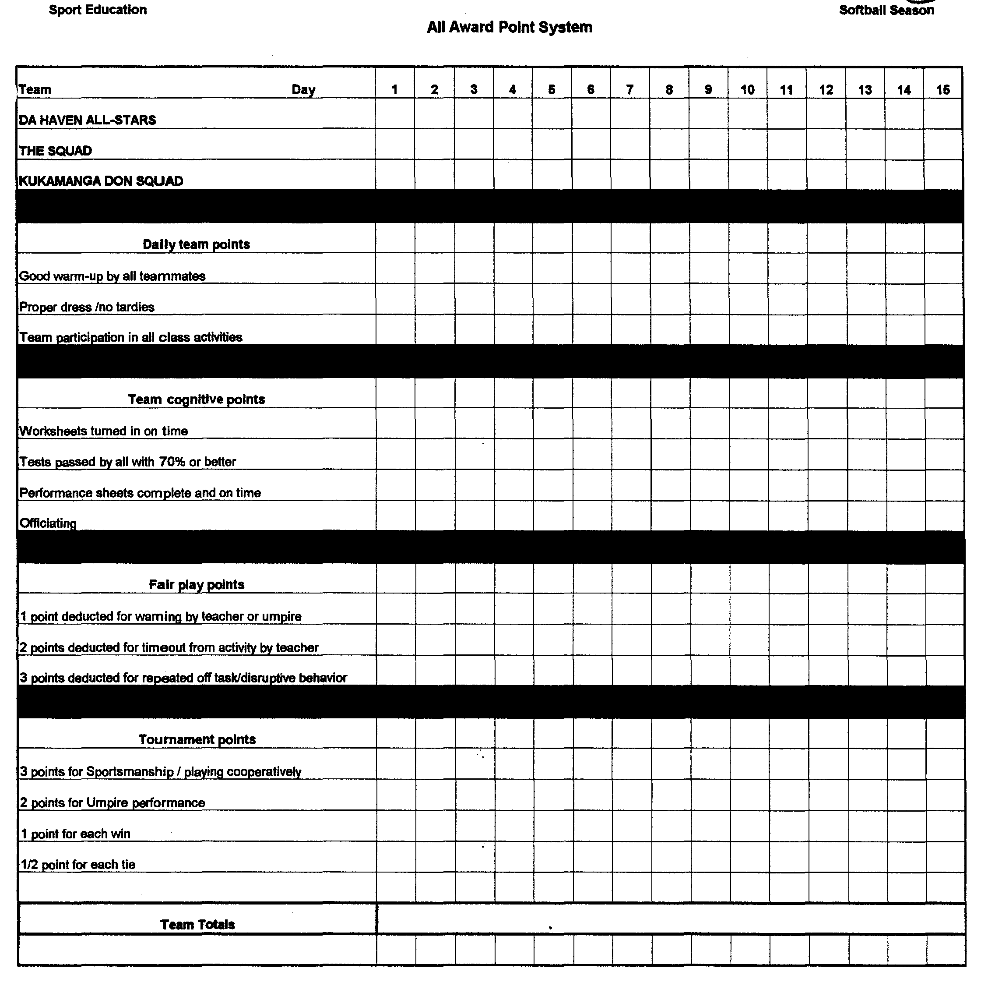 Sport Education Softball Season
All Award Point System
Team Day 1 2 3 4 5 6 7 8 9 10 11 12 13 14 15
DA HAVEN ALL-STARS
THE SQUAD
KUKAMANGA DON SQUAD
Daily team points
Good warm-up by all teammates
Proper dress /no tardies
Team participation in all class activities
Team cognitive points
Worksheets turned in on time
Tests passed by all with 70% or better
Performance sheets complete and on time
Officiating
Fair play points
1 point deducted for warning by teacher or umpire
2 points deducted for timeout from activity by teacher
3 points deducted for repeated off task/disruptive behavior
Tournament points
3 points for Sportsmanship / playing cooperatively
2 points for Umpire performance
1 point for each win
1/2 point for each tie
Team Totals